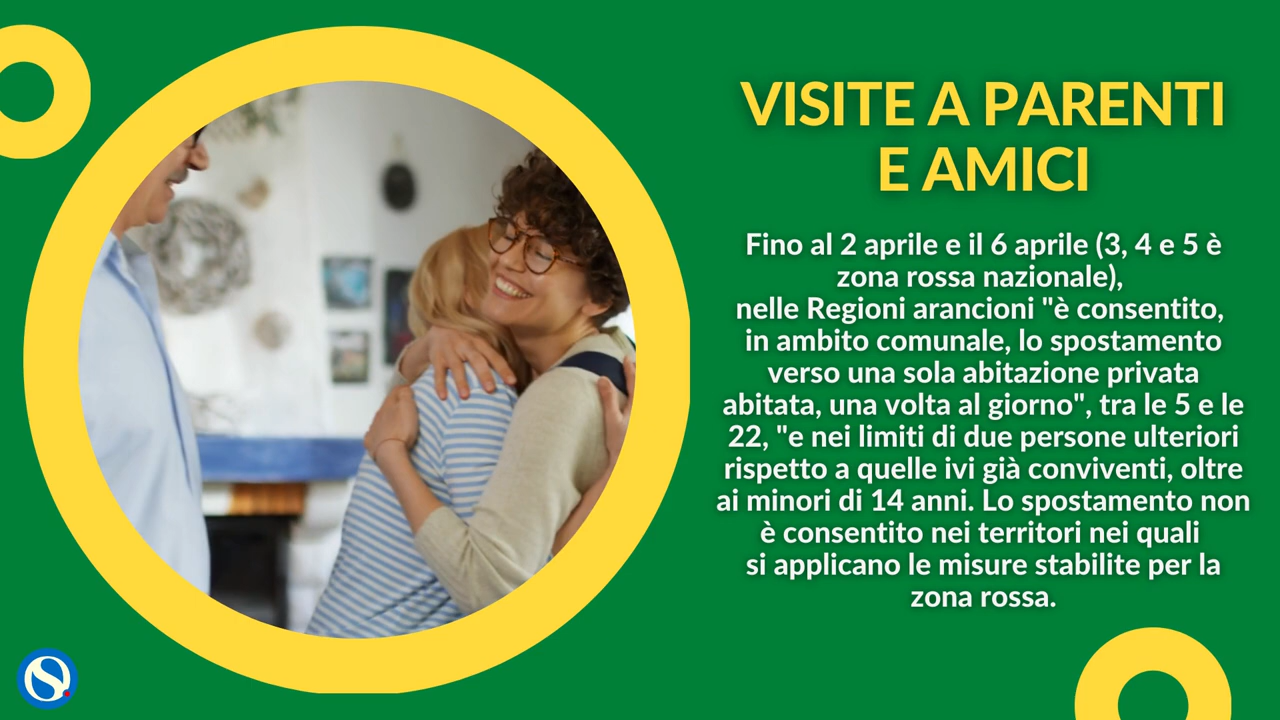 VISITE A PARENTI
E AMICI
Fino al 2 aprile e il 6 aprile (3, 4 e 5 è
zona rossa nazionale),
nelle Regioni arancioni "è consentito,
in ambito comunale, lo spostamento
verso una sola abitazione privata
abitata, una volta al giorno", tra le 5 e le
22, "e nei limiti di due persone ulteriori
rispetto a quelle ivi già conviventi, oltre
ai minori di 14 anni. Lo spostamento non
è consentito nei territori nei quali
si applicano le misure stabilite per la
zona rossa.
S